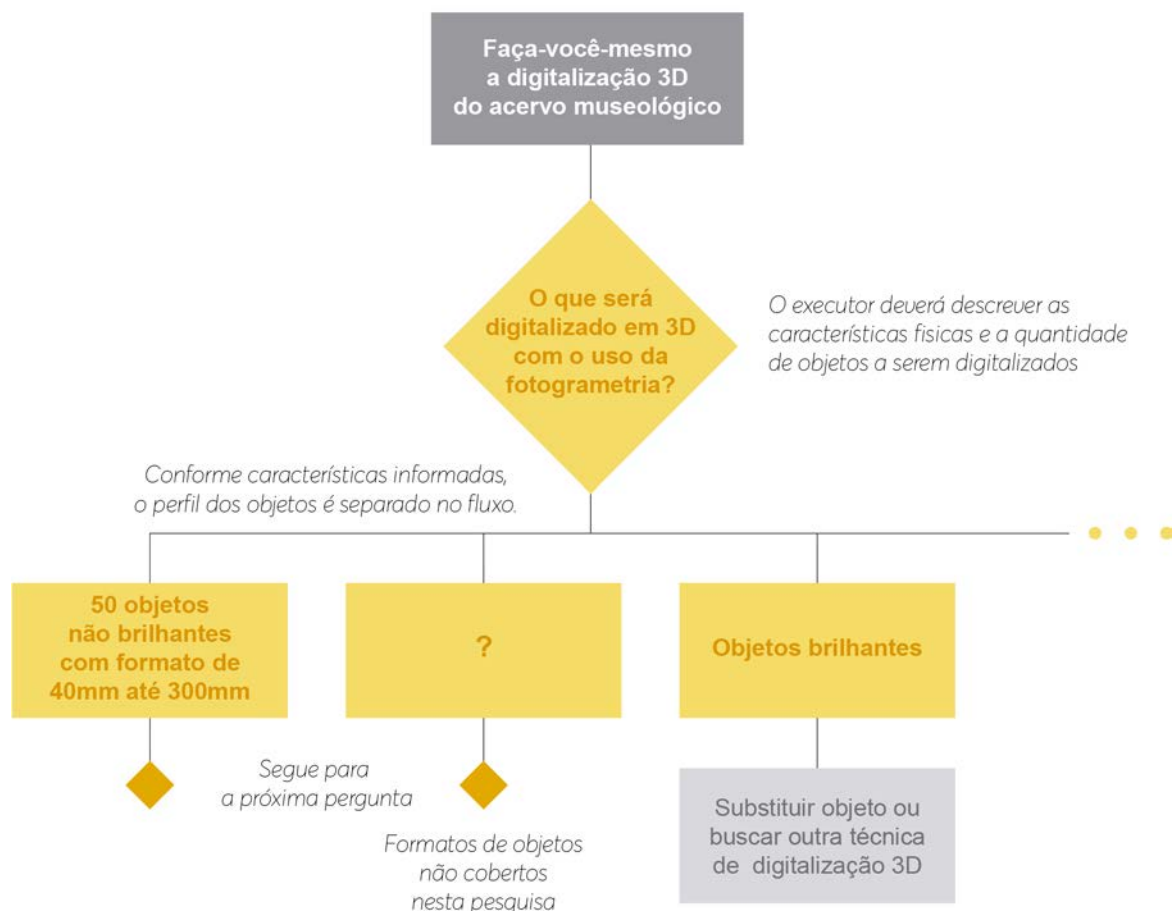 Faça-você-mesmo
a digitalização 3D
do acervo museológico
O que será
digitalizado em 3D
com o uso da
fotogrametria?
O executor deverá descrever as
características fisicas e a quantidade
de objetos a serem digitalizados
Conforme características informadas,
o perfil dos objetos é separado no fluxo.
50 objetos
não brilhantes
com formato de
40mm até 300mm
?
Objetos brilhantes
Segue para
a próxima pergunta
Formatos de objetos
não cobertos
nesta pesquisa
Substituir objeto ou
buscar outra técnica
de digitalização 3D